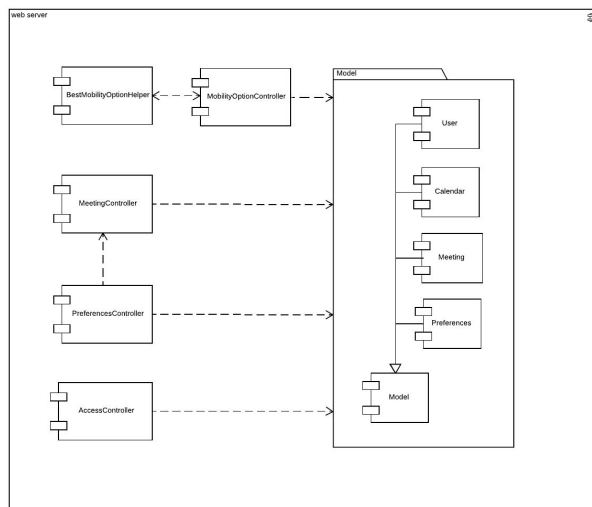 web server
Model
BestMobilityOptionHelper
MobilityOptionController
User
Calendar
MeetingController
Meeting
PreferencesController
Preferences
Model
AccessController